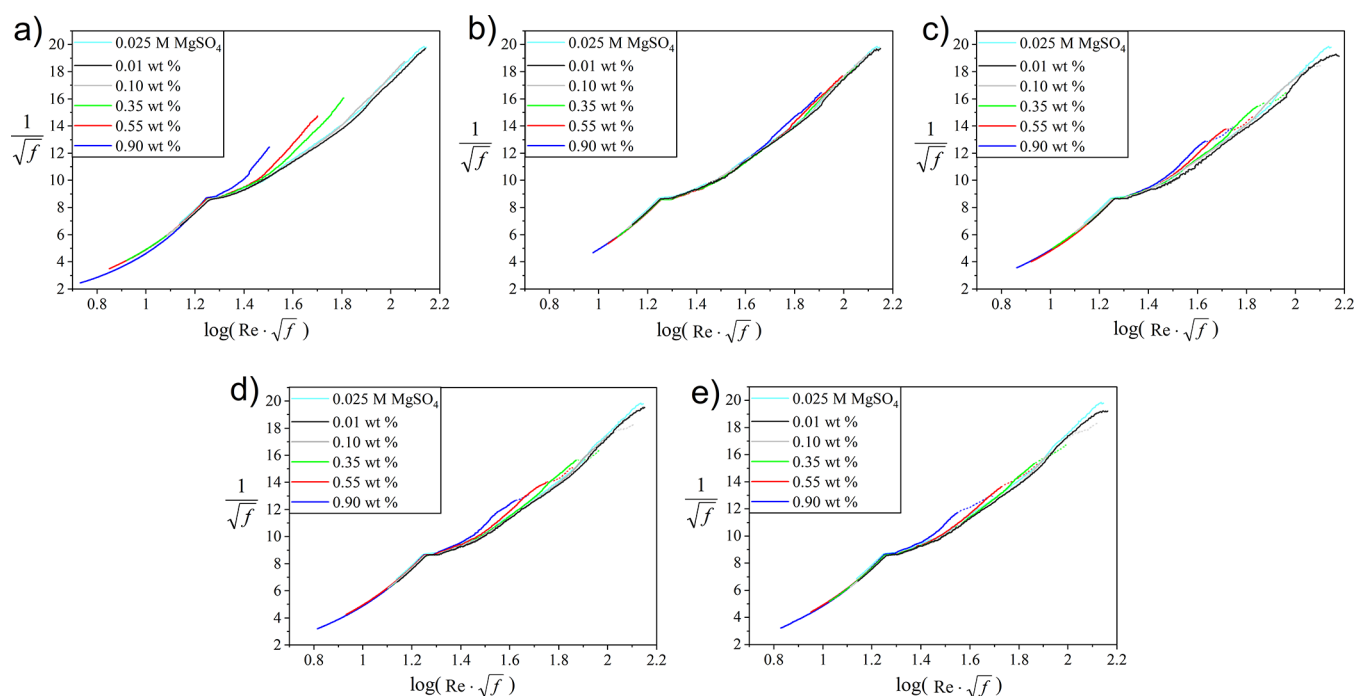 a)
0.025 M MgSO4
0.01 wt %
0.10 wt %
0.35 wt %
0.55 wt %
0.90 wt %
20
18
16
14
12
10
8
6
4
2
1
√f
0.8 1 1.2 1.4 1.6 1.8 2 2.2
log( Re · √f )
b)
0.025 M MgSO4
0.01 wt %
0.10 wt %
0.35 wt %
0.55 wt %
0.90 wt %
20
18
16
14
12
10
8
6
4
2
1
√f
0.8 1 1.2 1.4 1.6 1.8 2 2.2
log( Re · √f )
c)
0.025 M MgSO4
0.01 wt %
0.10 wt %
0.35 wt %
0.55 wt %
0.90 wt %
20
18
16
14
12
10
8
6
4
2
1
√f
0.8 1 1.2 1.4 1.6 1.8 2 2.2
log( Re · √f )
d)
0.025 M MgSO4
0.01 wt %
0.10 wt %
0.35 wt %
0.55 wt %
0.90 wt %
20
18
16
14
12
10
8
6
4
2
1
√f
0.8 1 1.2 1.4 1.6 1.8 2 2.2
log( Re · √f )
e)
0.025 M MgSO4
0.01 wt %
0.10 wt %
0.35 wt %
0.55 wt %
0.90 wt %
20
18
16
14
12
10
8
6
4
2
1
√f
0.8 1 1.2 1.4 1.6 1.8 2 2.2
log( Re · √f )